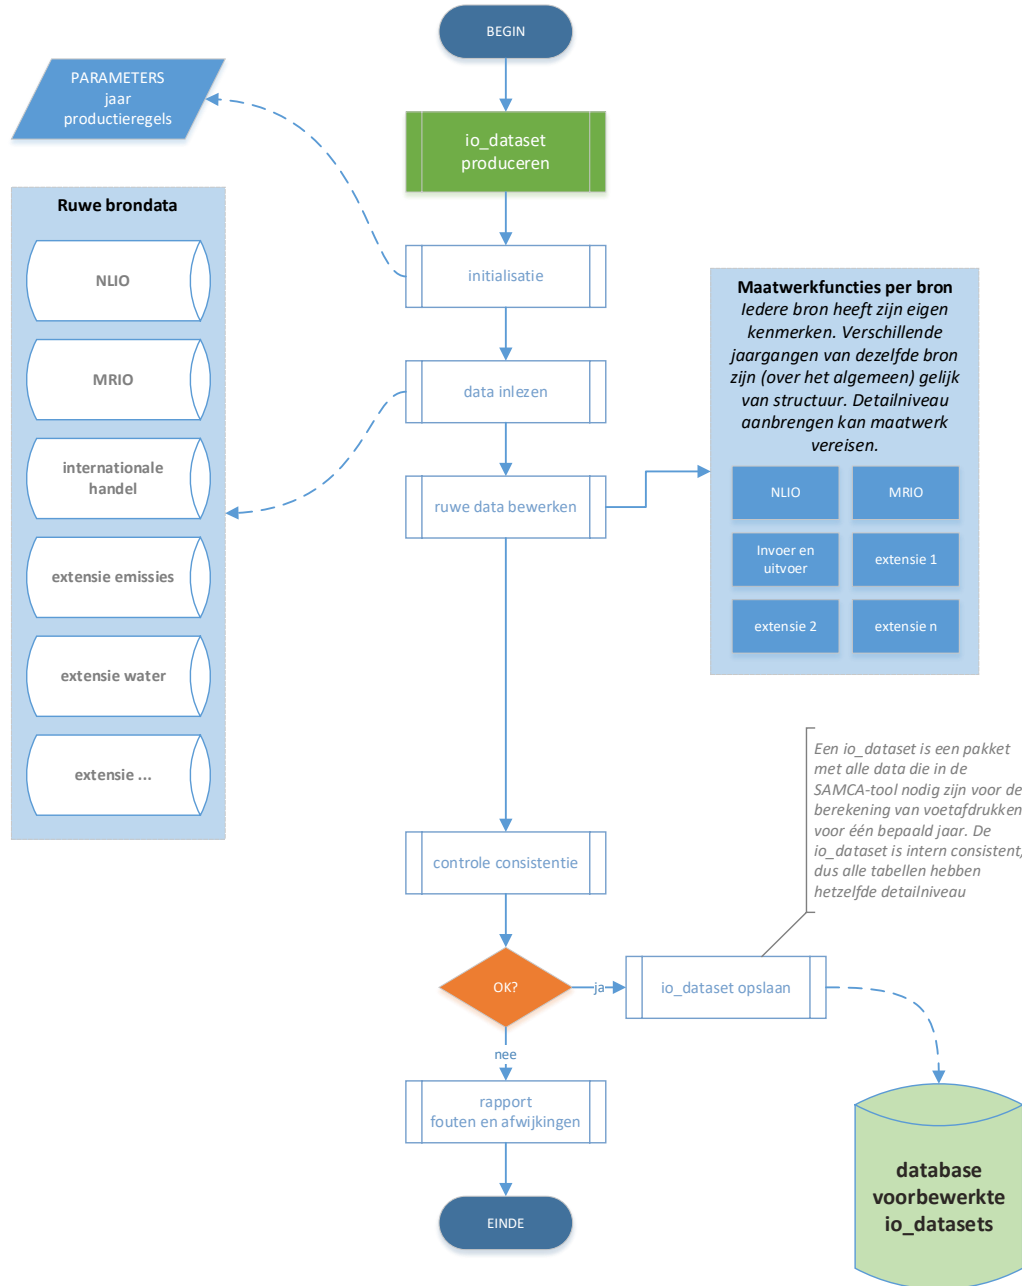 BEGIN
PARAMETERS
jaar
productieregels
io_dataset
produceren
Ruwe brondata
NLIO
MRIO
internationale
handel
extensie emissies
extensie water
extensie ...
initialisatie
data inlezen
ruwe data bewerken
Maatwerkfuncties per bron
Iedere bron heeft zijn eigen
kenmerken. Verschillende
jaargangen van dezelfde bron
zijn (over het algemeen) gelijk
van structuur. Detailniveau
aanbrengen kan maatwerk
vereisen.
NLIO
MRIO
Invoer en
uitvoer
extensie 1
extensie 2
extensie n
Een io_dataset is een pakket
met alle data die in de
SAMCA-tool nodig zijn voor de
berekening van voetafdrukken
voor één bepaald jaar. De
io_dataset is intern consistent,
dus alle tabellen hebben
hetzelfde detailniveau
controle consistentie
OK?
ja
io_dataset opslaan
nee
rapport
fouten en afwijkingen
database
voorbewerkte
io_datasets
EINDE